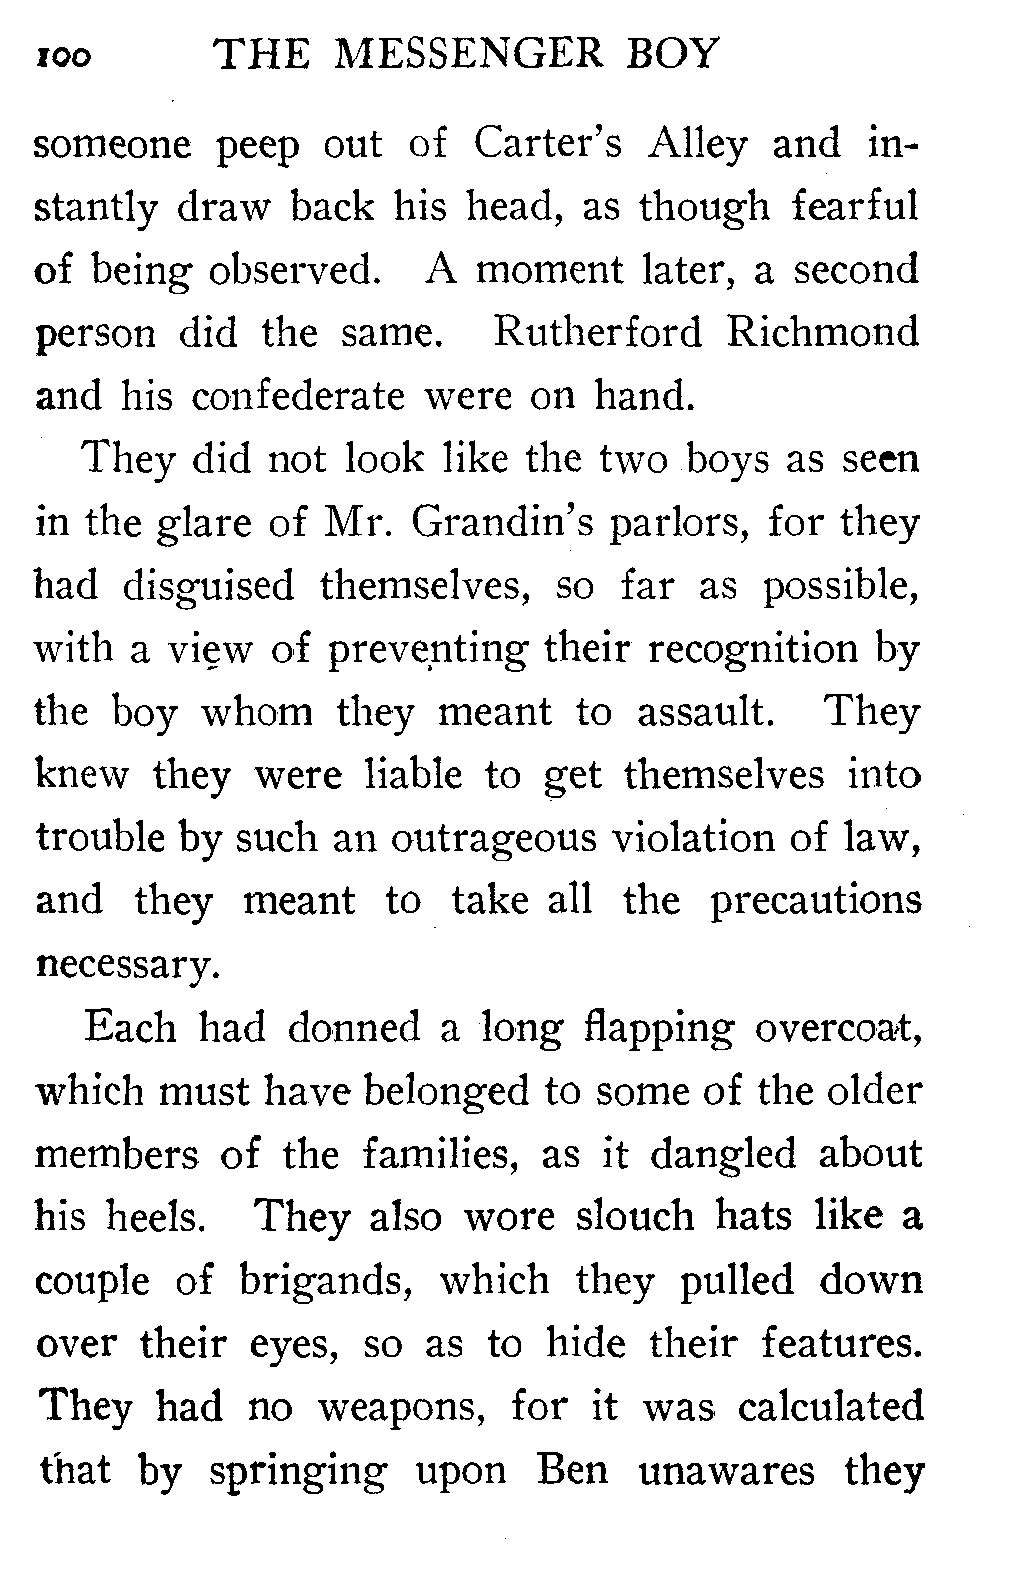 100 THE MESSENGER BOY
someone peep out of Carter's Alley and in-
stantly draw back his head, as though fearful
of being observed. A moment later, a second
person did the same. Rutherford Richmond
and his confederate were on hand.
They did not look like the two boys as seen
in the glare of Mr. Grandin's parlors, for they
had disguised themselves, so far as possible,
with a view of preventing their recognition by
the boy whom they meant to assault. They
knew they were liable to get themselves into
trouble by such an outrageous violation of law,
and they meant to take all the precautions
necessary.
Each had donned a long flapping overcoat,
which must have belonged to some of the older
members of the families, as it dangled about
his heels. They also wore slouch hats like a
couple of brigands, which they pulled down
over their eyes, so as to hide their features.
They had no weapons, for it was calculated
that by springing upon Ben unawares they